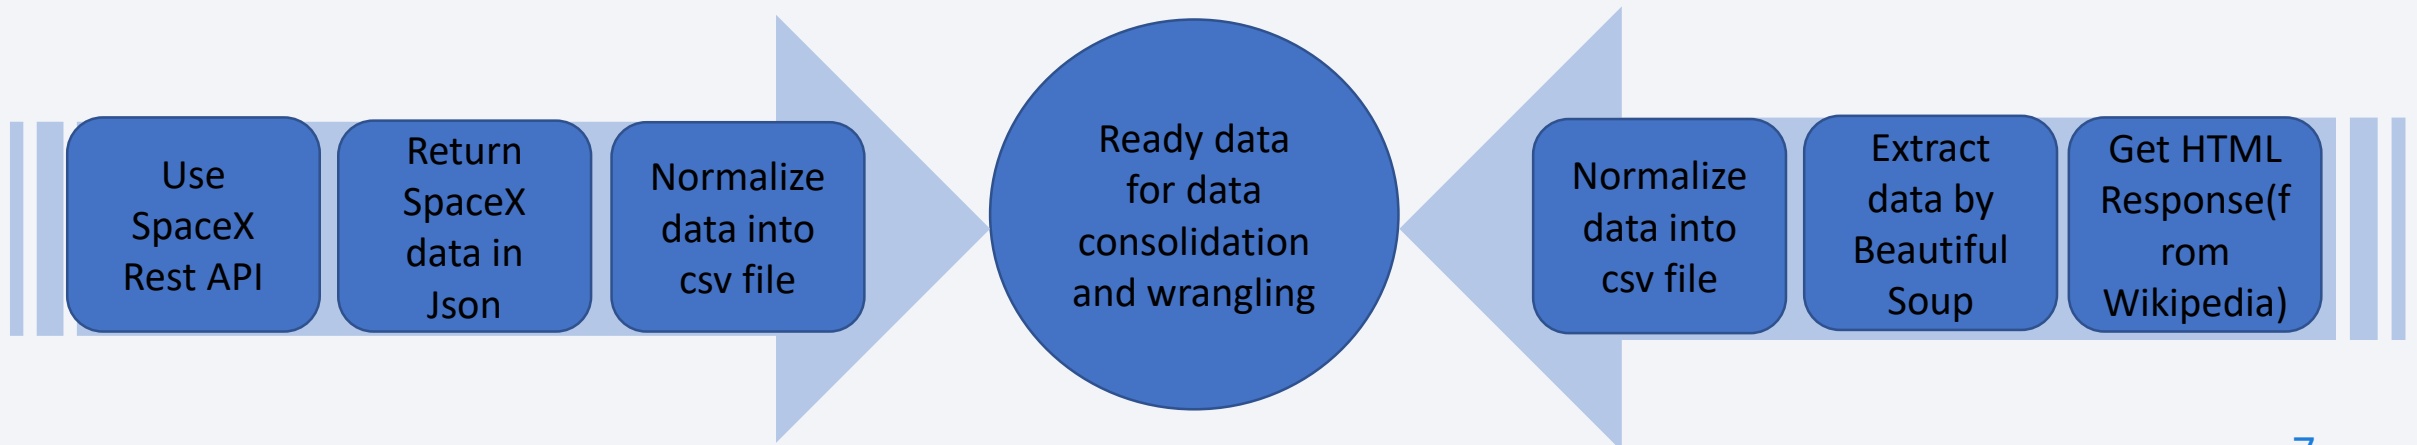 Use
SpaceX
Rest API
Return
SpaceX
data in
Json
Normalize
data into
csv file
Ready data
for data
consolidation
and wrangling
Normalize
data into
csv file
Extract
data by
Beautiful
Soup
Get HTML
Response(f
rom
Wikipedia)
7